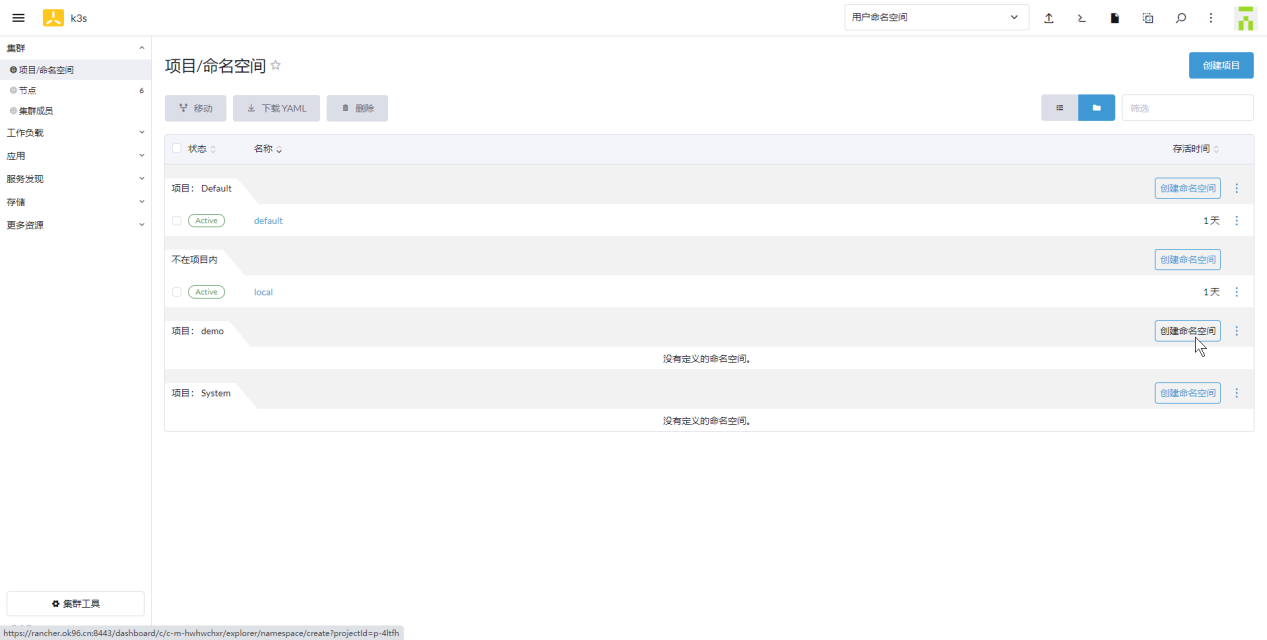 k3s
用户命名空间
集群
项目/命名空间
节点 6
集群成员
工作负载
应用
服务发现
存储
更多资源
集群工具
项目/命名空间
创建项目
移动
下载 YAML
删除
筛选
状态 名称 存活时间
项目： Default 创建命名空间
Active default 1 天
不在项目内 创建命名空间
Active local 1 天
项目： demo 创建命名空间
没有定义的命名空间。
项目： System 创建命名空间
没有定义的命名空间。
https://rancher.ok96.cn:8443/dashboard/c/c-m-hwhwchxr/explorer/namespace/create?projectId=p-4ltfh